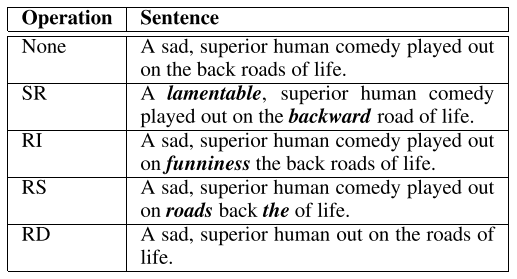 Operation Sentence
None A sad, superior human comedy played out
on the back roads of life.
SR A lamentable, superior human comedy
played out on the backward road of life.
RI A sad, superior human comedy played out
on funniness the back roads of life.
RS A sad, superior human comedy played out
on roads back the of life.
RD A sad, superior human out on the roads of
life.